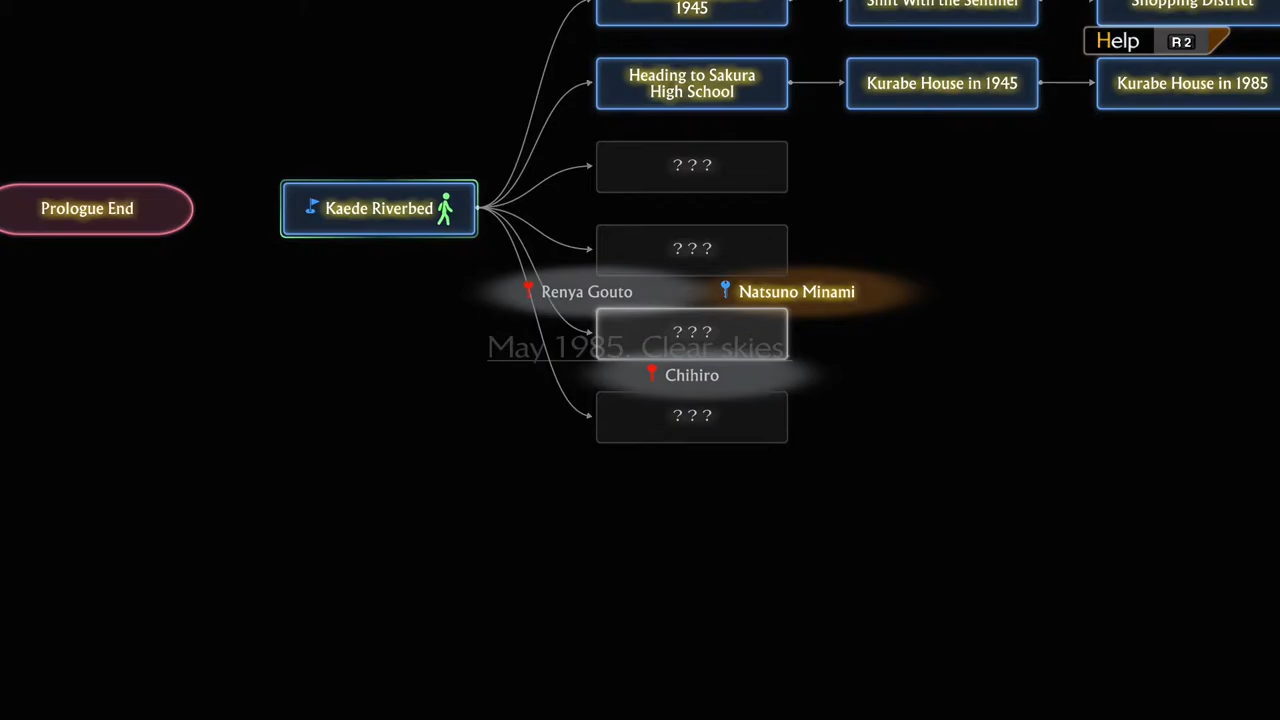 1945
Shift With the Sentinel
Shopping District
Help R2
Heading to Sakura
High School
Kurabe House in 1945
Kurabe House in 1985
? ? ?
Prologue End
Kaede Riverbed
? ? ?
Renya Gouto
Natsuno Minami
? ? ?
May 1985. Clear skies.
Chihiro
? ? ?